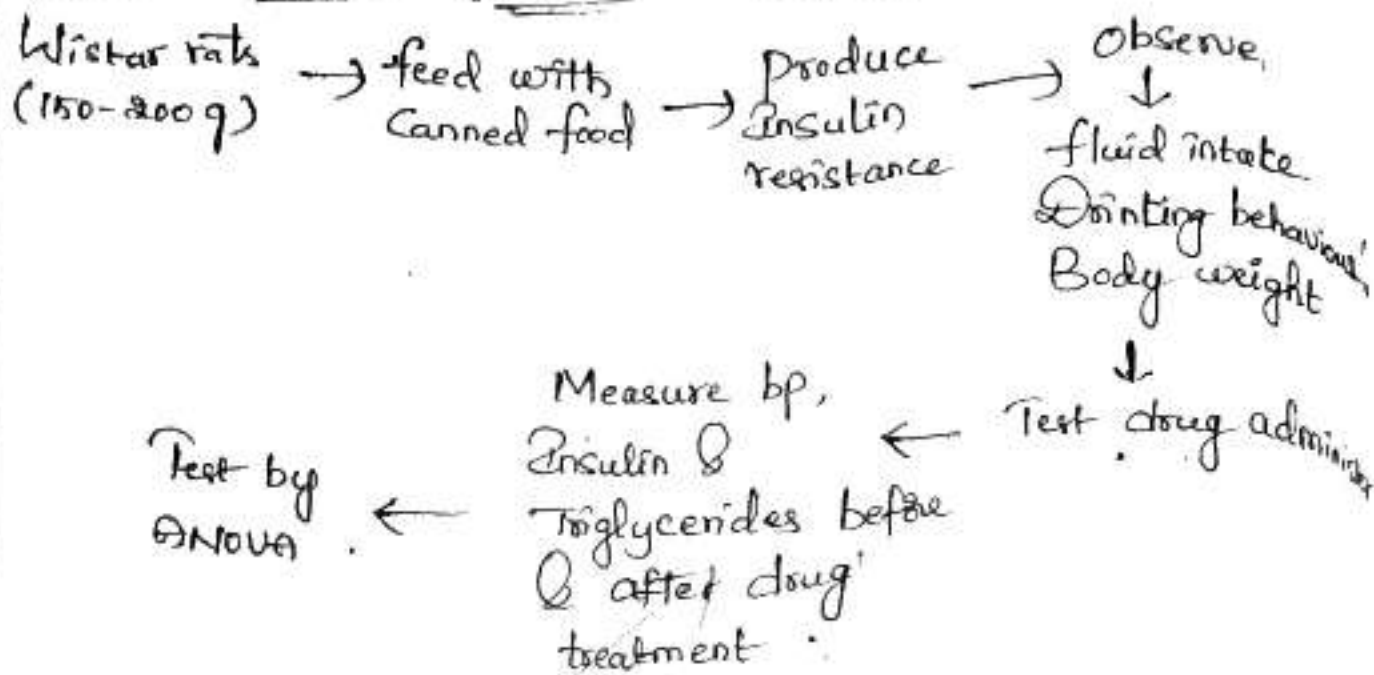 Wistar rats
(150-200g)
→ feed with
Canned food
→ Produce
Insulin
resistance
→ Observe,
↓
fluid intake
Drinking behaviour,
Body weight
↓
Test drug administer
←
Measure bp,
Insulin &
Triglycerides before
& after drug
treatment.
←
Test by
ANOVA.